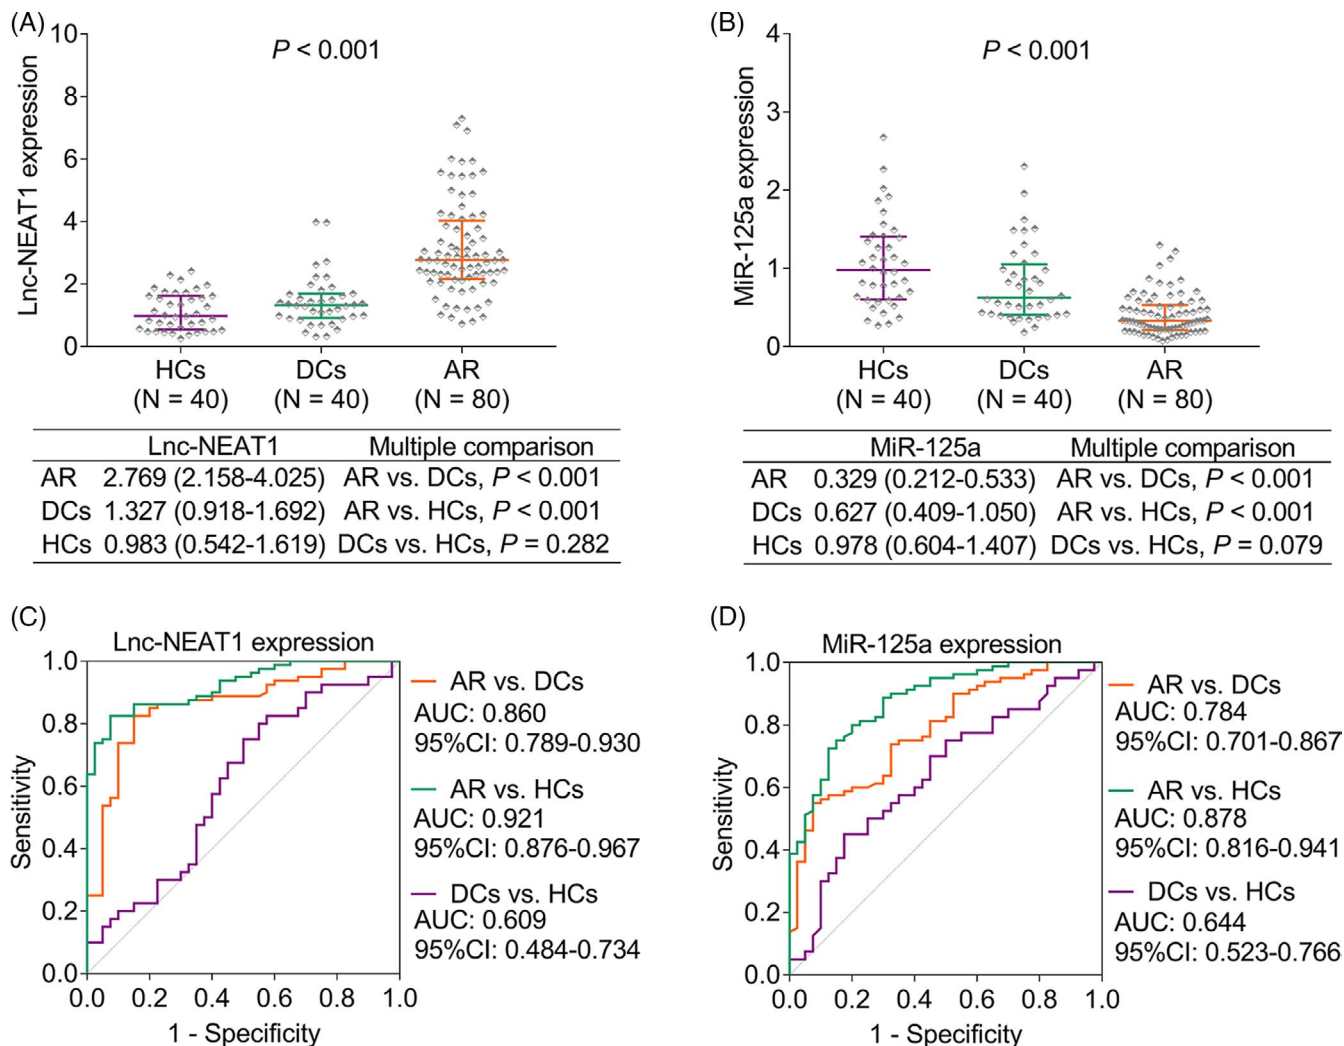 (A)
Lnc-NEAT1 expression
10
8
6
4
2
0
P < 0.001
HCs
(N = 40)
DCs
(N = 40)
AR
(N = 80)
Lnc-NEAT1 Multiple comparison
AR 2.769 (2.158-4.025) AR vs. DCs, P < 0.001
DCs 1.327 (0.918-1.692) AR vs. HCs, P < 0.001
HCs 0.983 (0.542-1.619) DCs vs. HCs, P = 0.282
(B)
MiR-125a expression
4
3
2
1
0
P < 0.001
HCs
(N = 40)
DCs
(N = 40)
AR
(N = 80)
MiR-125a Multiple comparison
AR 0.329 (0.212-0.533) AR vs. DCs, P < 0.001
DCs 0.627 (0.409-1.050) AR vs. HCs, P < 0.001
HCs 0.978 (0.604-1.407) DCs vs. HCs, P = 0.079
(C)
Lnc-NEAT1 expression
Sensitivity
1.0
0.8
0.6
0.4
0.2
0.0
0.0 0.2 0.4 0.6 0.8 1.0
1 - Specificity
AR vs. DCs
AUC: 0.860
95%CI: 0.789-0.930
AR vs. HCs
AUC: 0.921
95%CI: 0.876-0.967
DCs vs. HCs
AUC: 0.609
95%CI: 0.484-0.734
(D)
MiR-125a expression
Sensitivity
1.0
0.8
0.6
0.4
0.2
0.0
0.0 0.2 0.4 0.6 0.8 1.0
1 - Specificity
AR vs. DCs
AUC: 0.784
95%CI: 0.701-0.867
AR vs. HCs
AUC: 0.878
95%CI: 0.816-0.941
DCs vs. HCs
AUC: 0.644
95%CI: 0.523-0.766